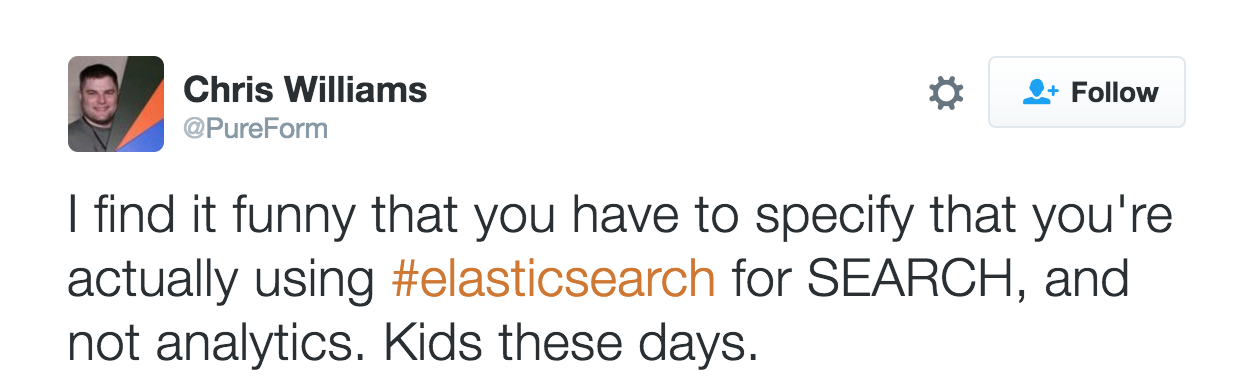 Chris Williams
@PureForm
Follow
I find it funny that you have to specify that you're
actually using #elasticsearch for SEARCH, and
not analytics. Kids these days.